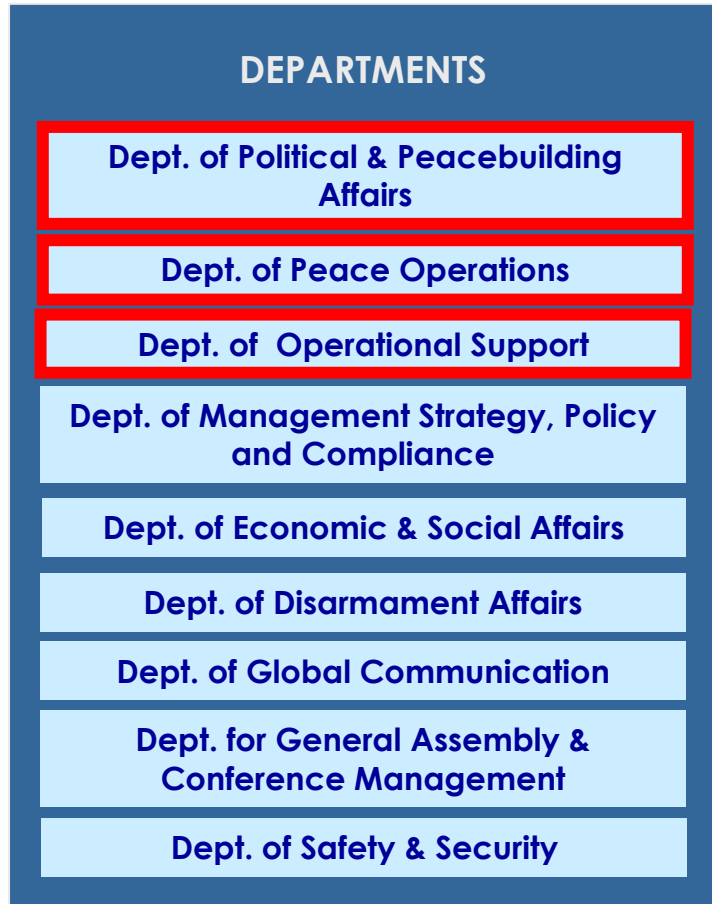 DEPARTMENTS
Dept. of Political & Peacebuilding
Affairs
Dept. of Peace Operations
Dept. of  Operational Support
Dept. of Management Strategy, Policy
and Compliance
Dept. of Economic & Social Affairs
Dept. of Disarmament Affairs
Dept. of Global Communication
Dept. for General Assembly &
Conference Management
Dept. of Safety & Security